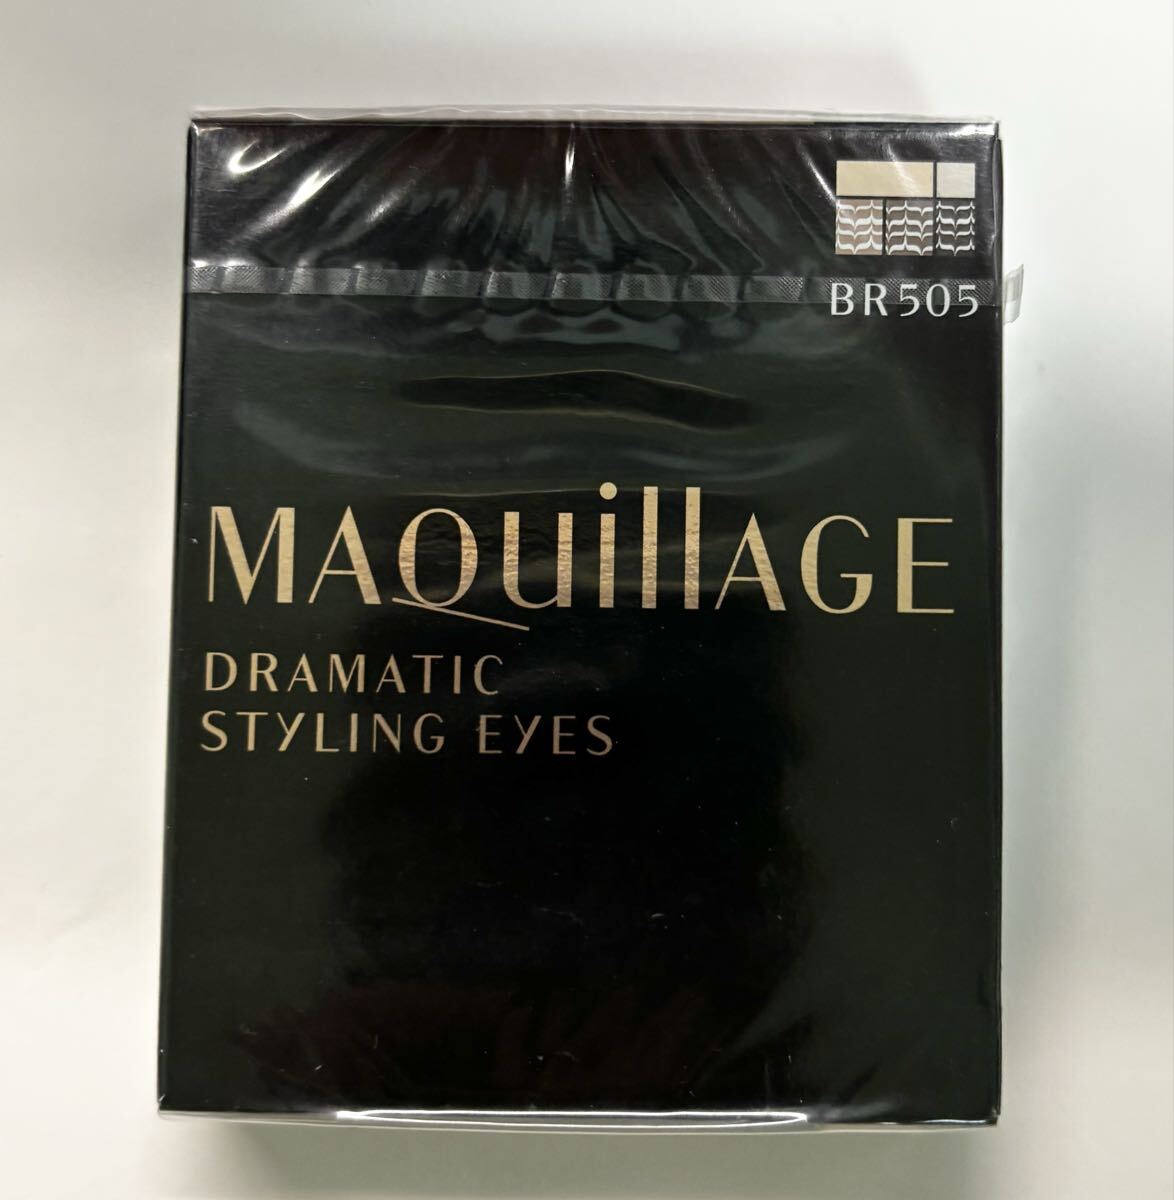 BR505
MAQuillAGE
DRAMATIC
STYLING EYES